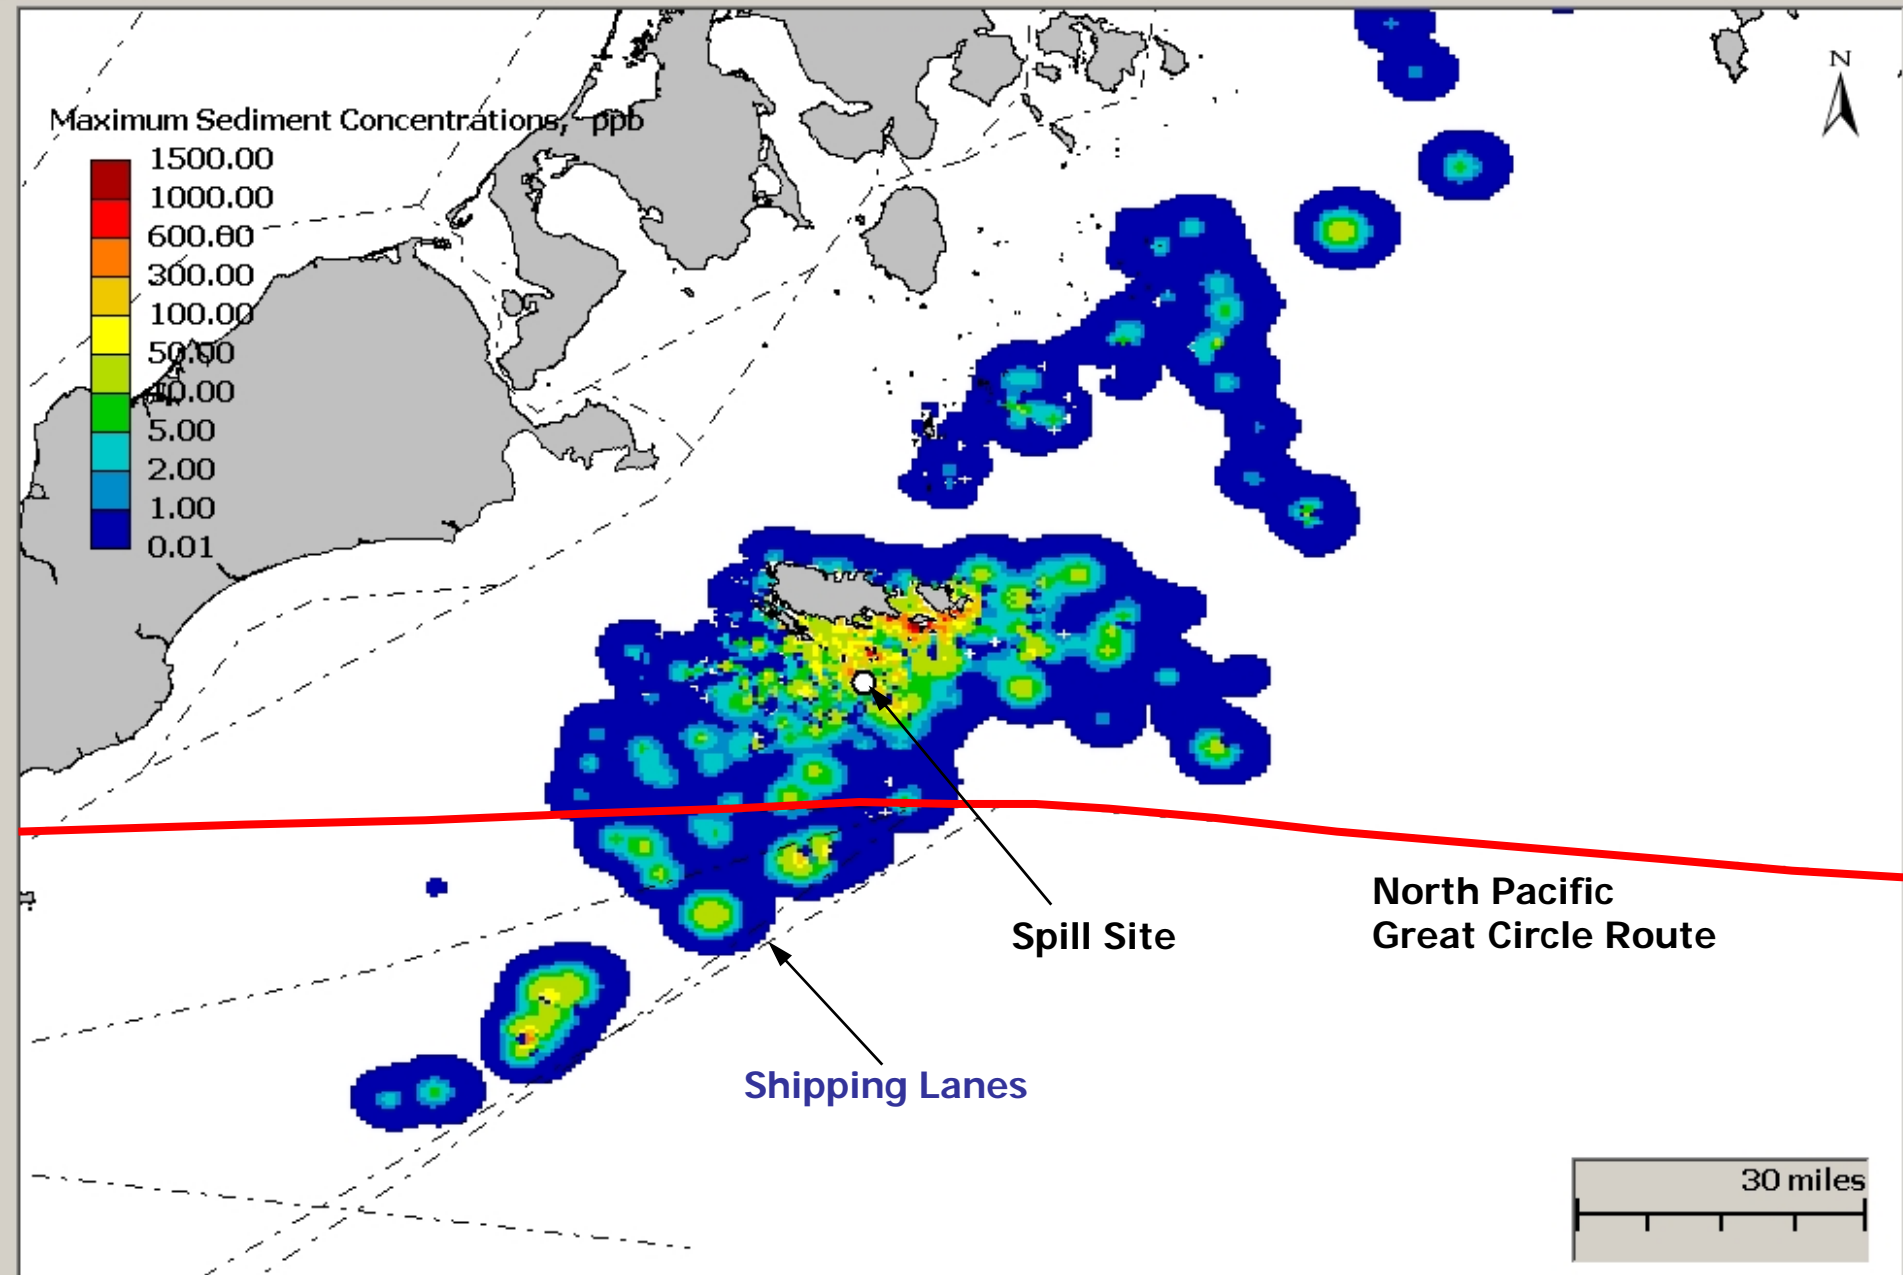 N
Maximum Sediment Concentrations, ppb
1500.00
1000.00
600.00
300.00
100.00
50.00
10.00
5.00
2.00
1.00
0.01
North Pacific
Great Circle Route
Spill Site
Shipping Lanes
30 miles